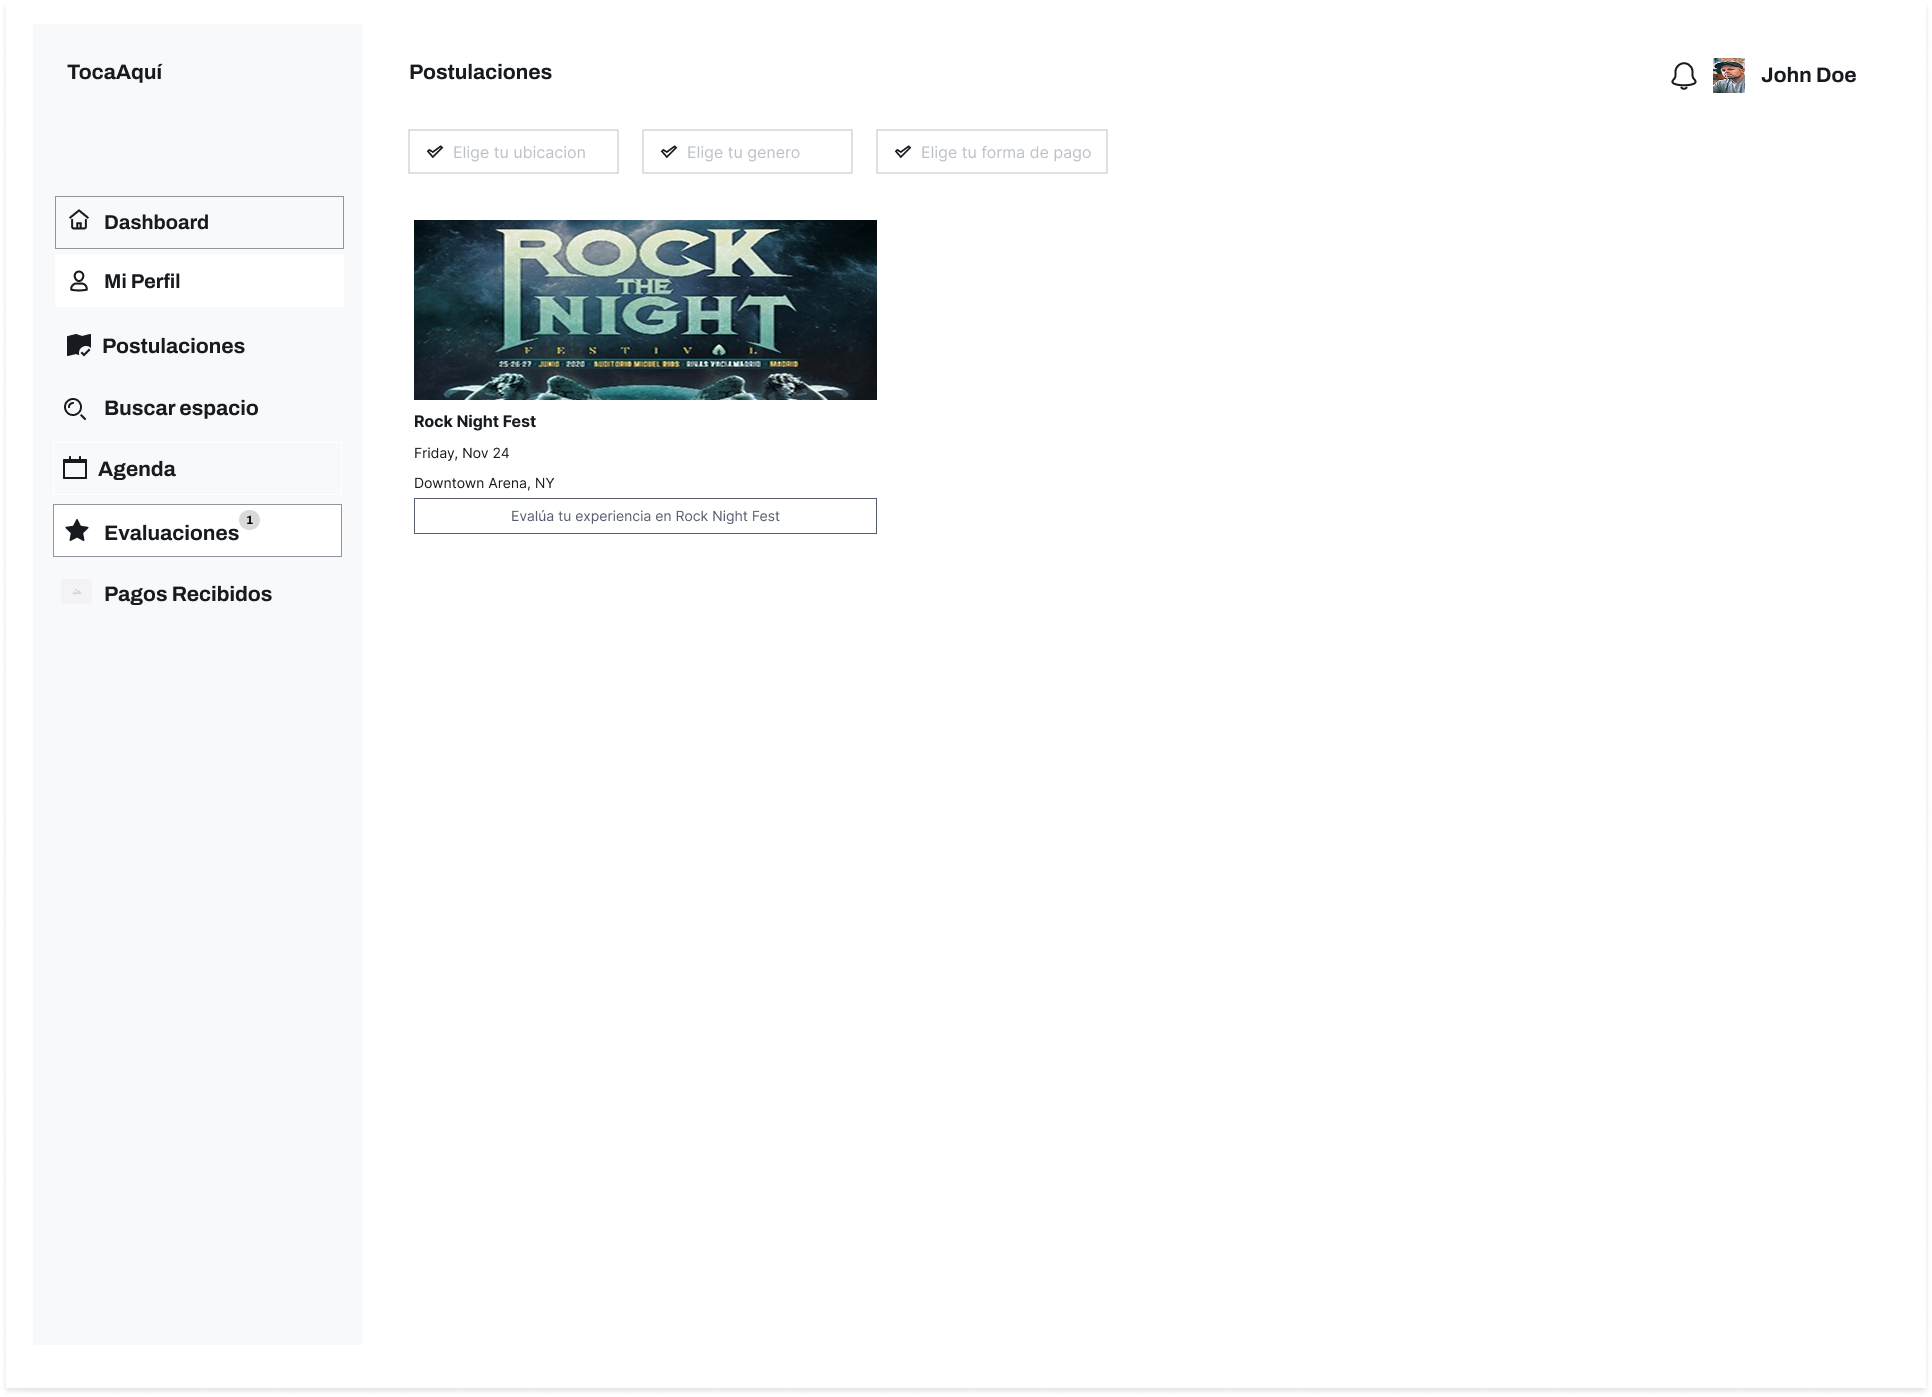 TocaAquí
Postulaciones
John Doe
Elige tu ubicacion
Elige tu genero
Elige tu forma de pago
Dashboard
Mi Perfil
Postulaciones
Buscar espacio
Agenda
Evaluaciones 1
Pagos Recibidos
ROCK
THE
NIGHT
FESTIVAL
25·26·27 · JUNIO · 2020 · AUDITORIO MIGUEL RIOS · RIVAS VACIAMADRID · MADRID
Rock Night Fest
Friday, Nov 24
Downtown Arena, NY
Evalúa tu experiencia en Rock Night Fest